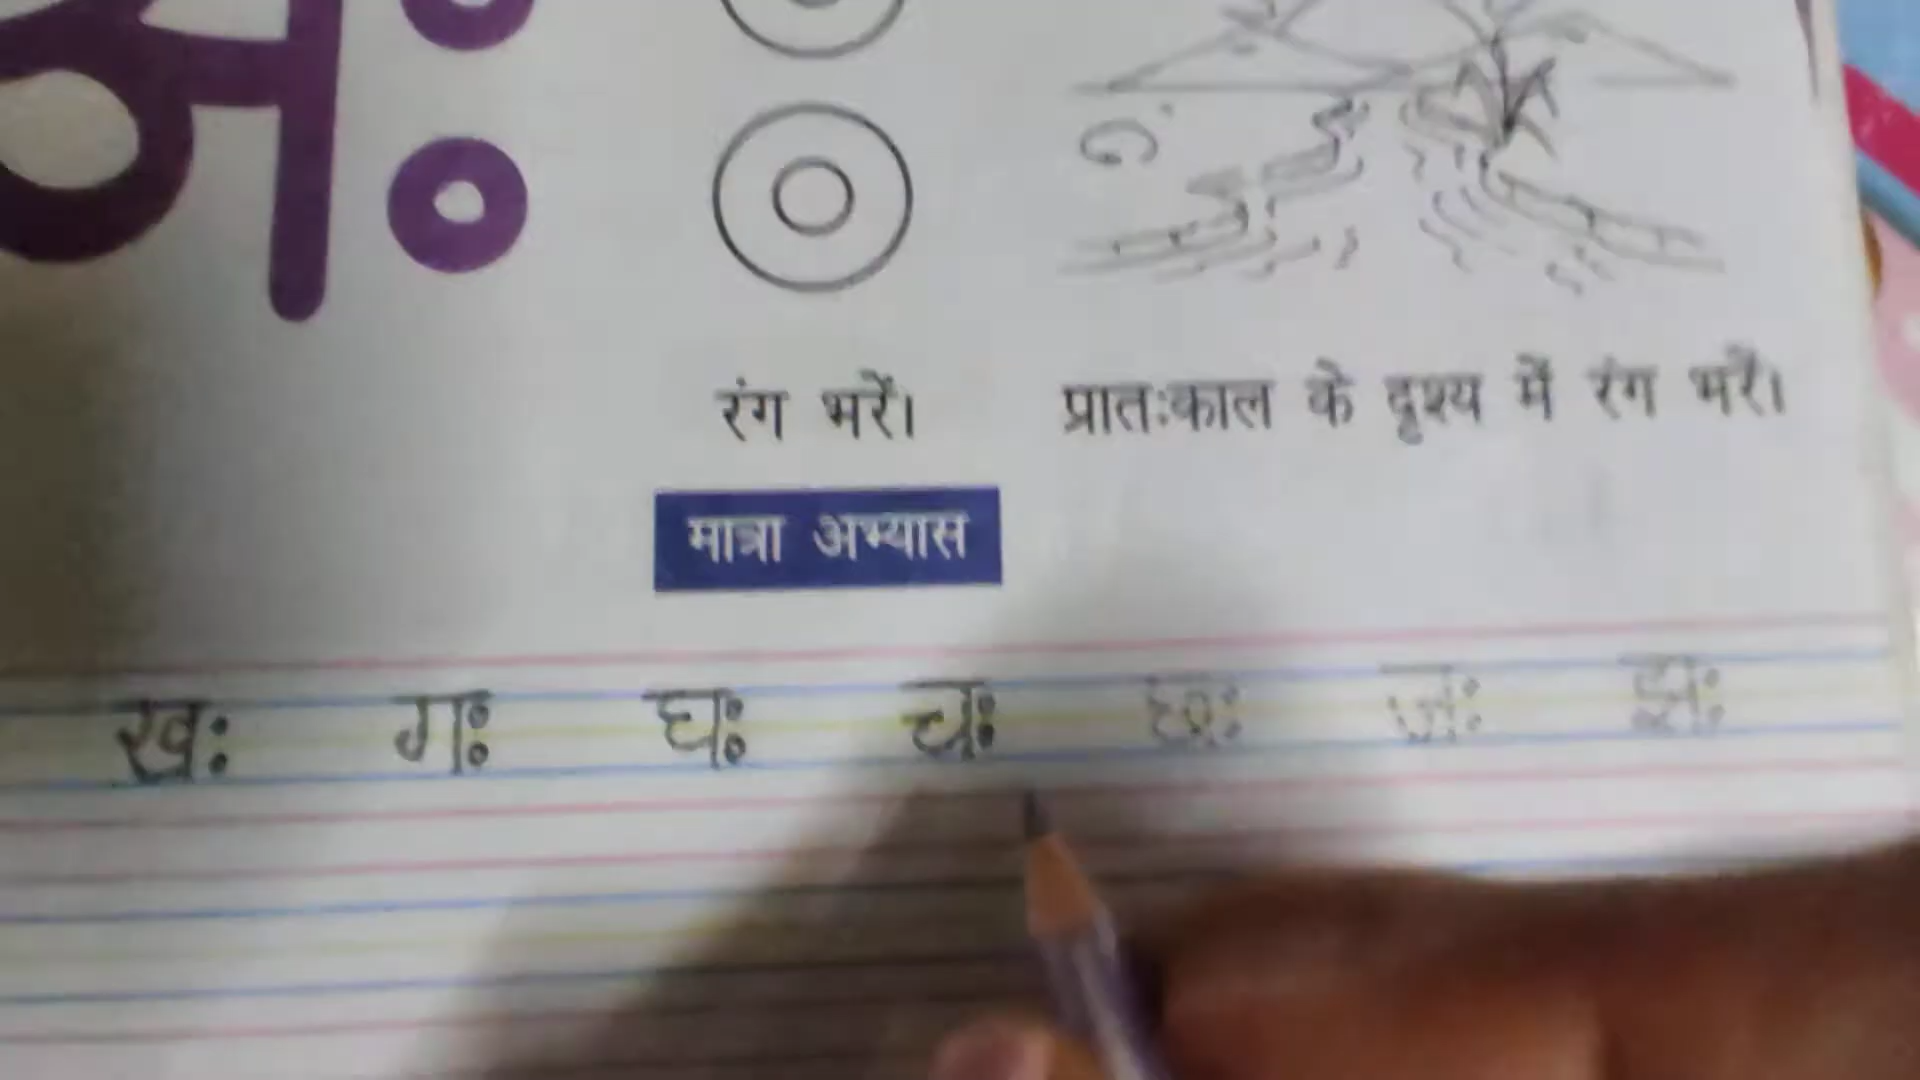 अः
रंग भरें।
प्रातःकाल के दृश्य में रंग भरें।
मात्रा अभ्यास
खः गः घः चः छः जः झः